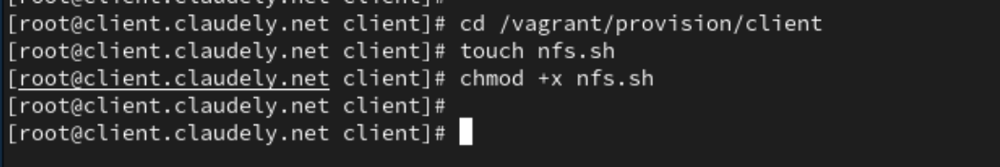 [root@client.claudely.net client]# cd /vagrant/provision/client
[root@client.claudely.net client]# touch nfs.sh
[root@client.claudely.net client]# chmod +x nfs.sh
[root@client.claudely.net client]#
[root@client.claudely.net client]#